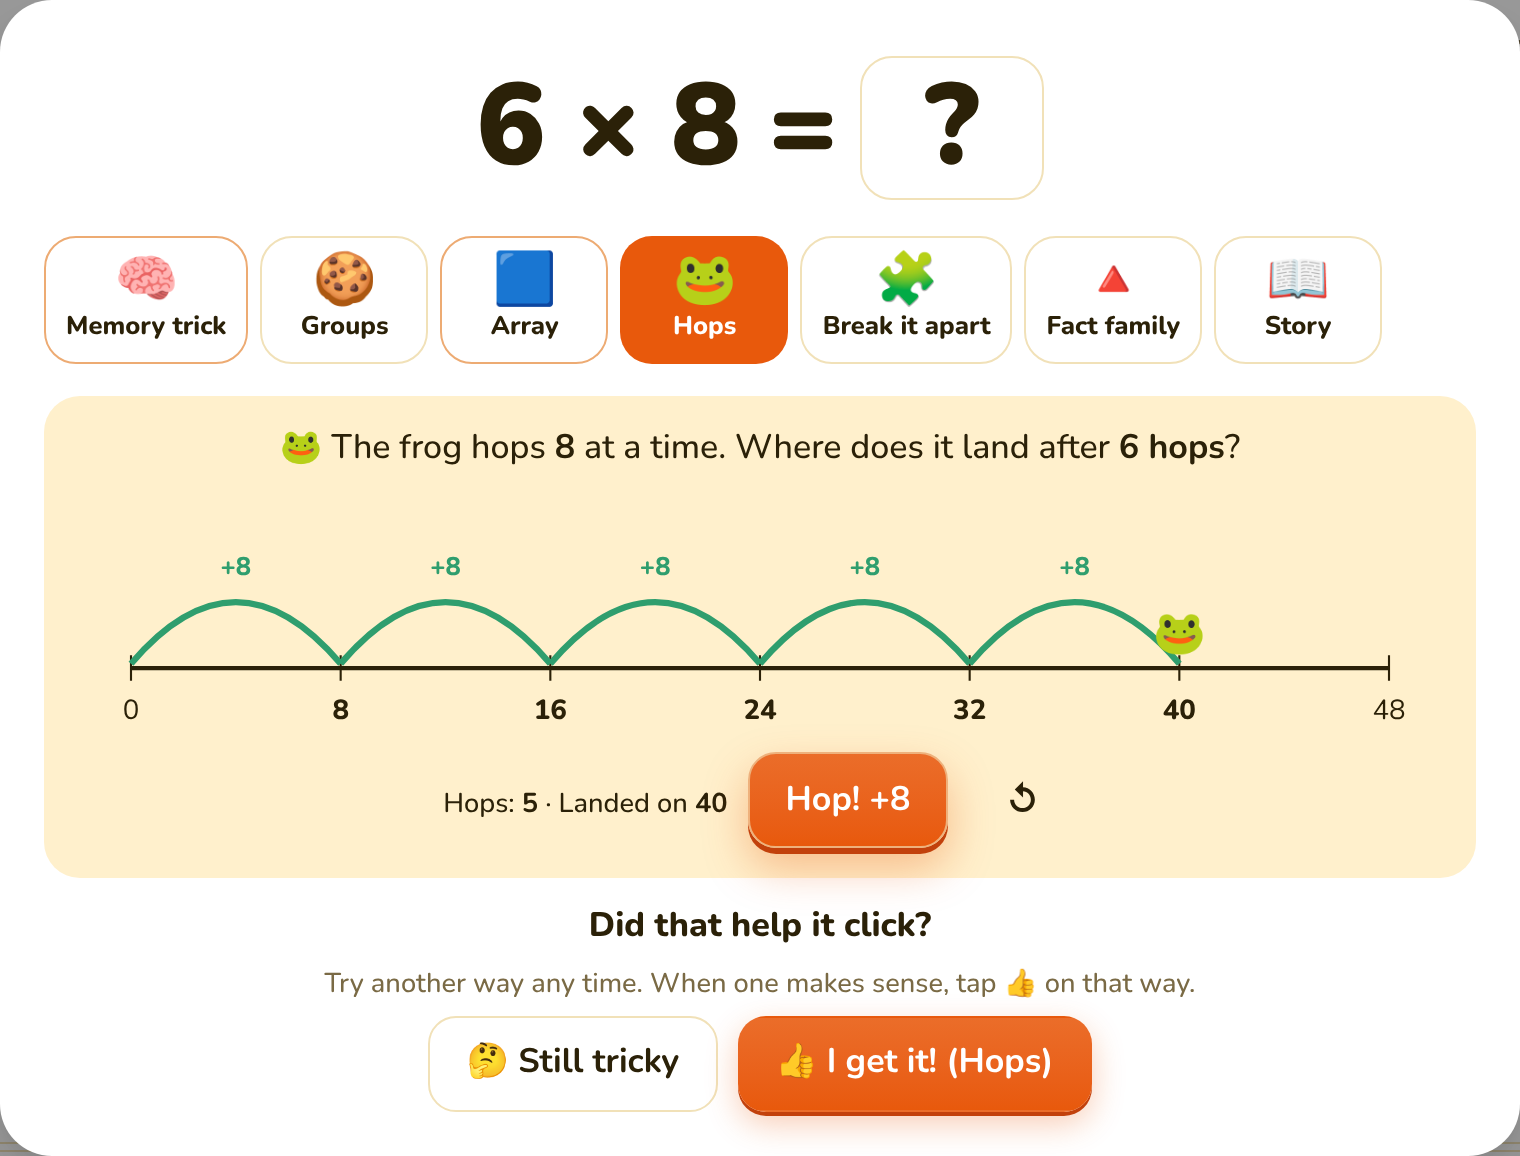 6 × 8 = ?
Memory trick
Groups
Array
Hops
Break it apart
Fact family
Story
🐸 The frog hops 8 at a time. Where does it land after 6 hops?
+8 +8 +8 +8 +8
0 8 16 24 32 40 48
Hops: 5 · Landed on 40
Hop! +8
Did that help it click?
Try another way any time. When one makes sense, tap 👍 on that way.
🤔 Still tricky
👍 I get it! (Hops)